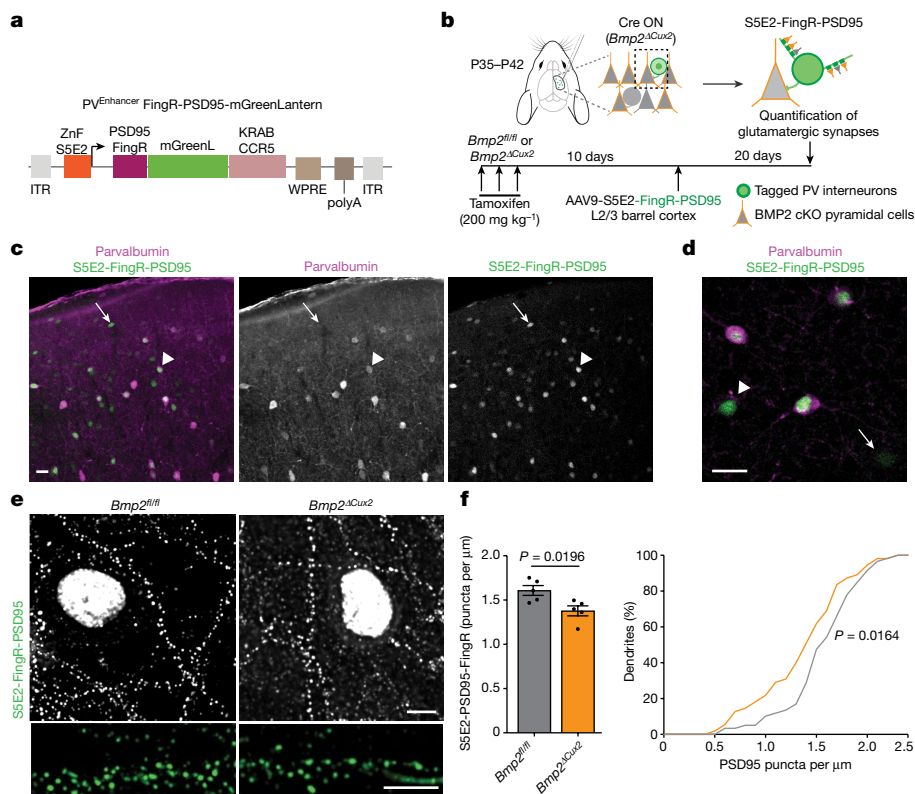 a
PV^Enhancer FingR-PSD95-mGreenLantern
ZnF
S5E2
PSD95
FingR
mGreenL
KRAB
CCR5
ITR
WPRE
polyA
ITR
b
Cre ON
(Bmp2^ΔCux2)
S5E2-FingR-PSD95
P35–P42
Quantification of
glutamatergic synapses
Bmp2^fl/fl or
Bmp2^ΔCux2
10 days
20 days
Tamoxifen
(200 mg kg⁻¹)
AAV9-S5E2-FingR-PSD95
L2/3 barrel cortex
Tagged PV interneurons
BMP2 cKO pyramidal cells
c
Parvalbumin
S5E2-FingR-PSD95
Parvalbumin
S5E2-FingR-PSD95
d
Parvalbumin
S5E2-FingR-PSD95
e
Bmp2^fl/fl
Bmp2^ΔCux2
S5E2-FingR-PSD95
f
S5E2-PSD95-FingR (puncta per μm)
2.0
1.5
1.0
0.5
0
P = 0.0196
Bmp2^fl/fl
Bmp2^ΔCux2
Dendrites (%)
100
80
60
40
20
0
P = 0.0164
0
0.5
1.0
1.5
2.0
2.5
PSD95 puncta per μm